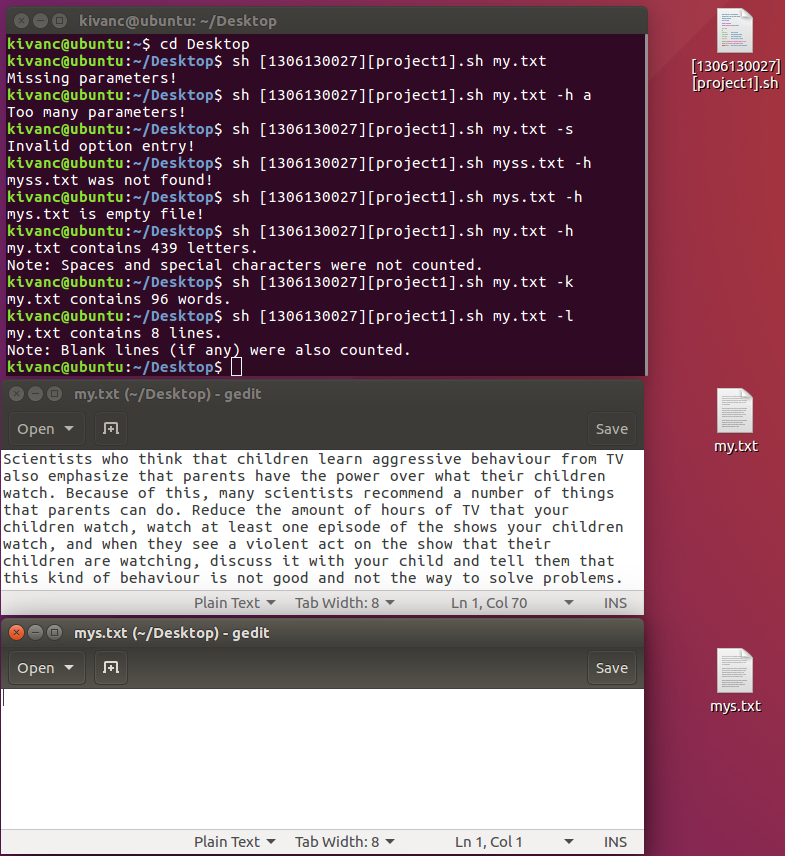 kivanc@ubuntu: ~/Desktop
kivanc@ubuntu:~$ cd Desktop
kivanc@ubuntu:~/Desktop$ sh [1306130027][project1].sh my.txt
Missing parameters!
kivanc@ubuntu:~/Desktop$ sh [1306130027][project1].sh my.txt -h a
Too many parameters!
kivanc@ubuntu:~/Desktop$ sh [1306130027][project1].sh my.txt -s
Invalid option entry!
kivanc@ubuntu:~/Desktop$ sh [1306130027][project1].sh myss.txt -h
myss.txt was not found!
kivanc@ubuntu:~/Desktop$ sh [1306130027][project1].sh mys.txt -h
mys.txt is empty file!
kivanc@ubuntu:~/Desktop$ sh [1306130027][project1].sh my.txt -h
my.txt contains 439 letters.
Note: Spaces and special characters were not counted.
kivanc@ubuntu:~/Desktop$ sh [1306130027][project1].sh my.txt -k
my.txt contains 96 words.
kivanc@ubuntu:~/Desktop$ sh [1306130027][project1].sh my.txt -l
my.txt contains 8 lines.
Note: Blank lines (if any) were also counted.
kivanc@ubuntu:~/Desktop$
[1306130027]
[project1].sh
my.txt (~/Desktop) - gedit
Open Save
Scientists who think that children learn aggressive behaviour from TV
also emphasize that parents have the power over what their children
watch. Because of this, many scientists recommend a number of things
that parents can do. Reduce the amount of hours of TV that your
children watch, watch at least one episode of the shows your children
watch, and when they see a violent act on the show that their
children are watching, discuss it with your child and tell them that
this kind of behaviour is not good and not the way to solve problems.
Plain Text Tab Width: 8 Ln 1, Col 70 INS
my.txt
mys.txt (~/Desktop) - gedit
Open Save
Plain Text Tab Width: 8 Ln 1, Col 1 INS
mys.txt